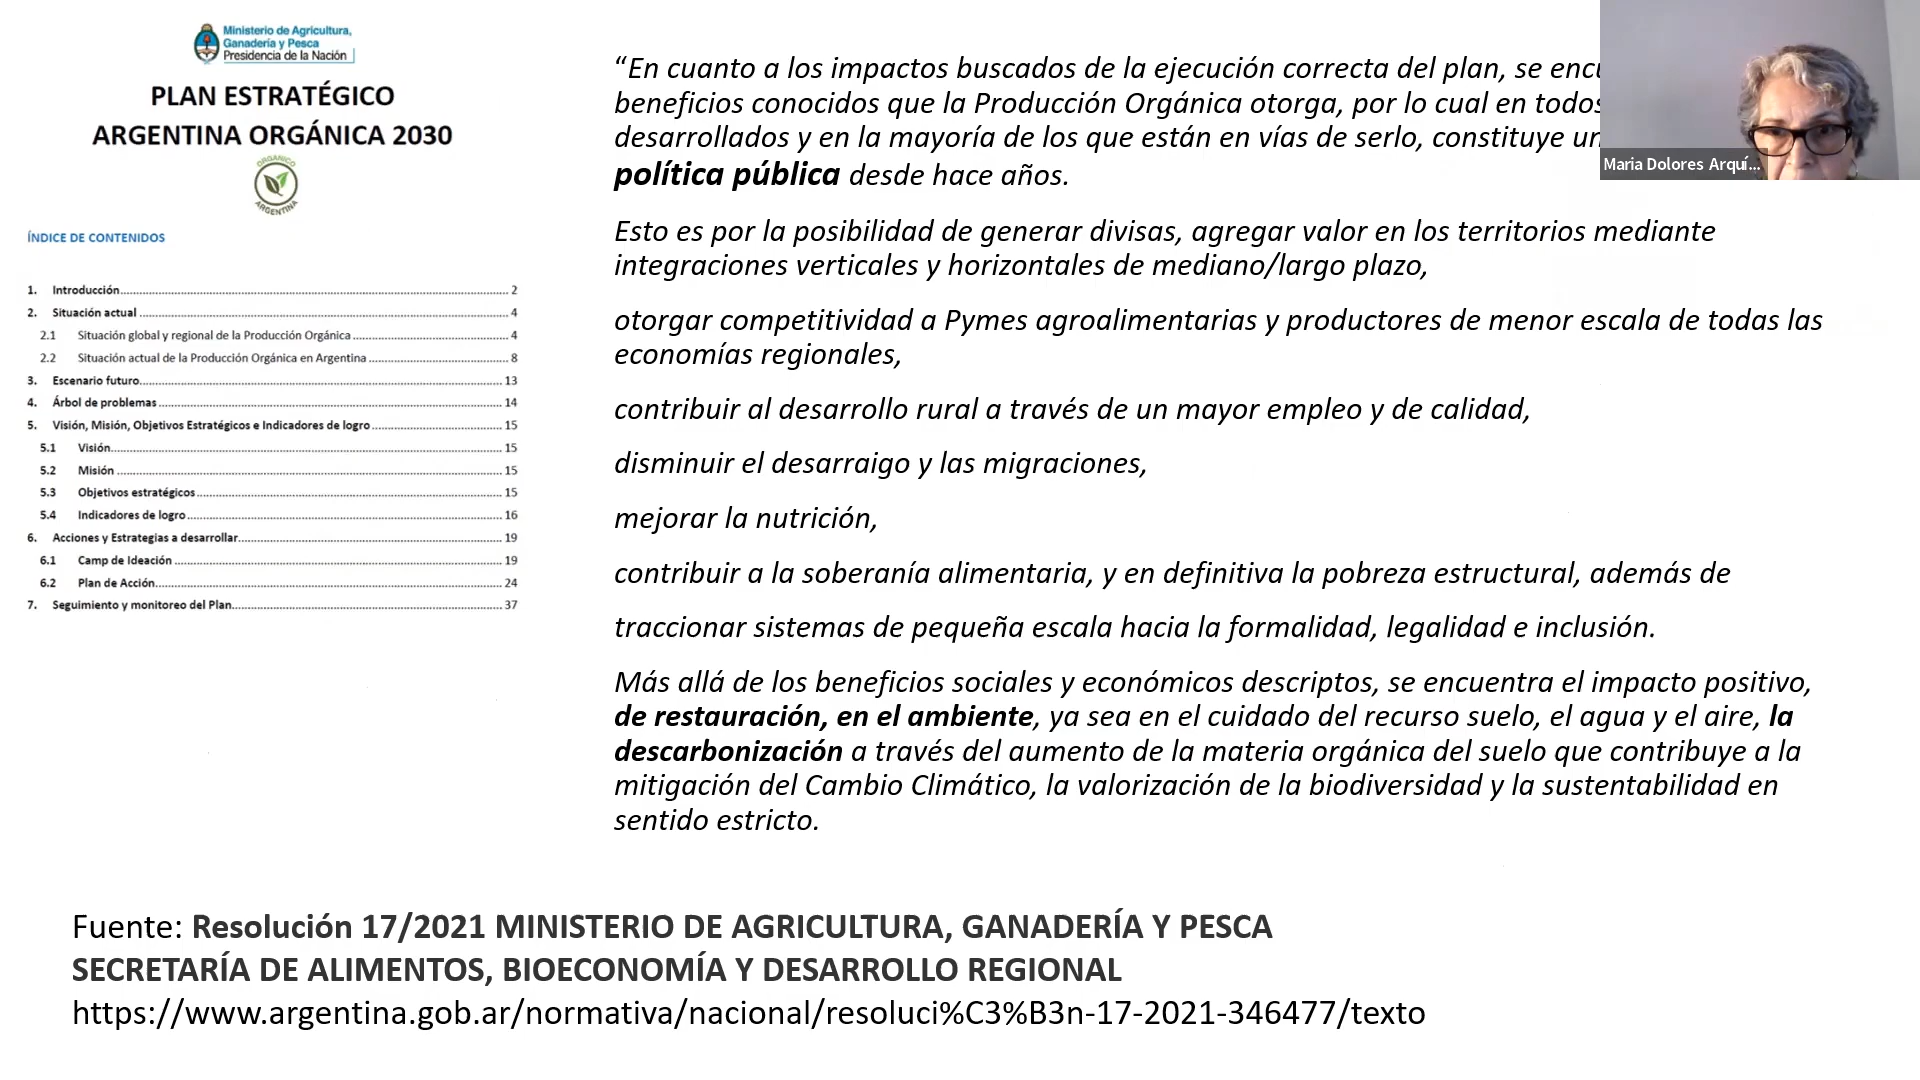 Ministerio de Agricultura,
Ganadería y Pesca
Presidencia de la Nación
PLAN ESTRATÉGICO
ARGENTINA ORGÁNICA 2030
ORGÁNICO
ARGENTINA
ÍNDICE DE CONTENIDOS
1. Introducción 2
2. Situación actual 4
2.1 Situación global y regional de la Producción Orgánica 4
2.2 Situación actual de la Producción Orgánica en Argentina 8
3. Escenario futuro 13
4. Árbol de problemas 14
5. Visión, Misión, Objetivos Estratégicos e Indicadores de logro 15
5.1 Visión 15
5.2 Misión 15
5.3 Objetivos estratégicos 15
5.4 Indicadores de logro 16
6. Acciones y Estrategias a desarrollar 19
6.1 Camp de Ideación 19
6.2 Plan de Acción 24
7. Seguimiento y monitoreo del Plan 37
“En cuanto a los impactos buscados de la ejecución correcta del plan, se
beneficios conocidos que la Producción Orgánica otorga, por lo cual en todos
desarrollados y en la mayoría de los que están en vías de serlo, constituye
política pública desde hace años.
Esto es por la posibilidad de generar divisas, agregar valor en los territorios mediante
integraciones verticales y horizontales de mediano/largo plazo,
otorgar competitividad a Pymes agroalimentarias y productores de menor escala de todas las
economías regionales,
contribuir al desarrollo rural a través de un mayor empleo y de calidad,
disminuir el desarraigo y las migraciones,
mejorar la nutrición,
contribuir a la soberanía alimentaria, y en definitiva la pobreza estructural, además de
traccionar sistemas de pequeña escala hacia la formalidad, legalidad e inclusión.
Más allá de los beneficios sociales y económicos descriptos, se encuentra el impacto positivo,
de restauración, en el ambiente, ya sea en el cuidado del recurso suelo, el agua y el aire, la
descarbonización a través del aumento de la materia orgánica del suelo que contribuye a la
mitigación del Cambio Climático, la valorización de la biodiversidad y la sustentabilidad en
sentido estricto.
Maria Dolores Arquí...
Fuente: Resolución 17/2021 MINISTERIO DE AGRICULTURA, GANADERÍA Y PESCA
SECRETARÍA DE ALIMENTOS, BIOECONOMÍA Y DESARROLLO REGIONAL
https://www.argentina.gob.ar/normativa/nacional/resoluci%C3%B3n-17-2021-346477/texto